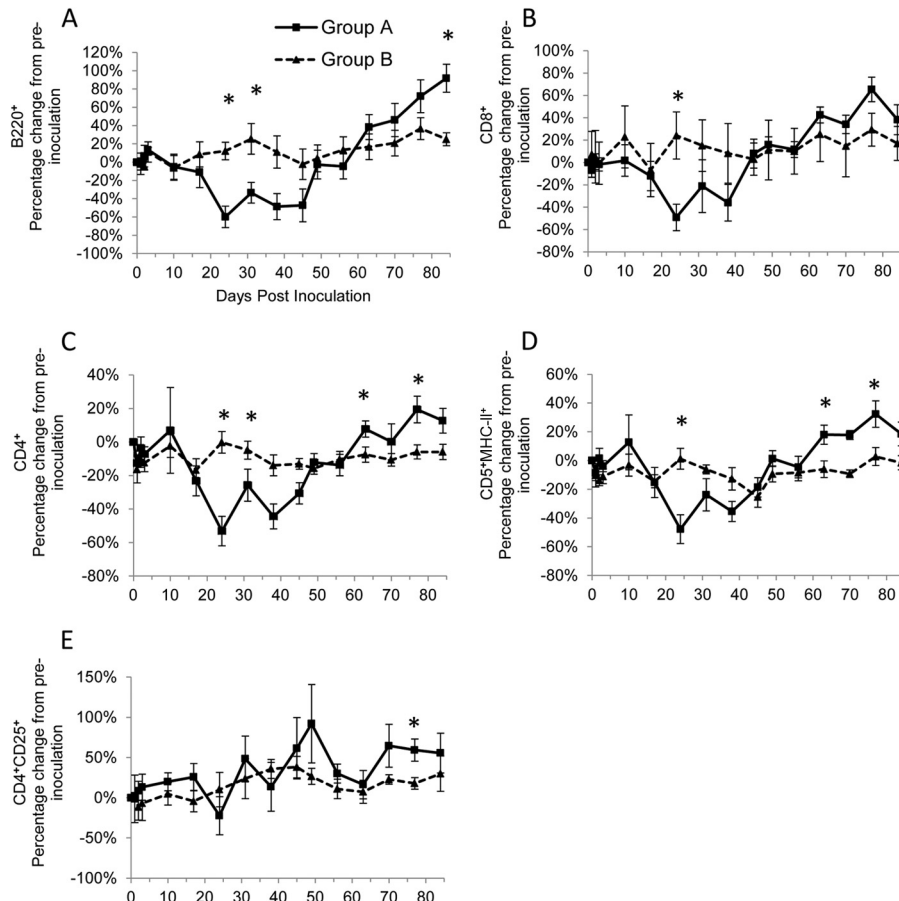 A
Group A
Group B
B220+
Percentage change from pre-
inoculation
120%
100%
80%
60%
40%
20%
0%
-20%
-40%
-60%
-80%
-100%
* * *
0 10 20 30 40 50 60 70 80
Days Post Inoculation
B
CD8+
Percentage change from pre-
inoculation
100%
80%
60%
40%
20%
0%
-20%
-40%
-60%
-80%
*
0 10 20 30 40 50 60 70 80
C
CD4+
Percentage change from pre-
inoculation
40%
20%
0%
-20%
-40%
-60%
-80%
* * * *
0 10 20 30 40 50 60 70 80
D
CD5+MHC-II+
Percentage change from pre-
inoculation
60%
40%
20%
0%
-20%
-40%
-60%
-80%
* * *
0 10 20 30 40 50 60 70 80
E
CD4+CD25+
Percentage change from pre-
inoculation
150%
100%
50%
0%
-50%
-100%
*
0 10 20 30 40 50 60 70 80